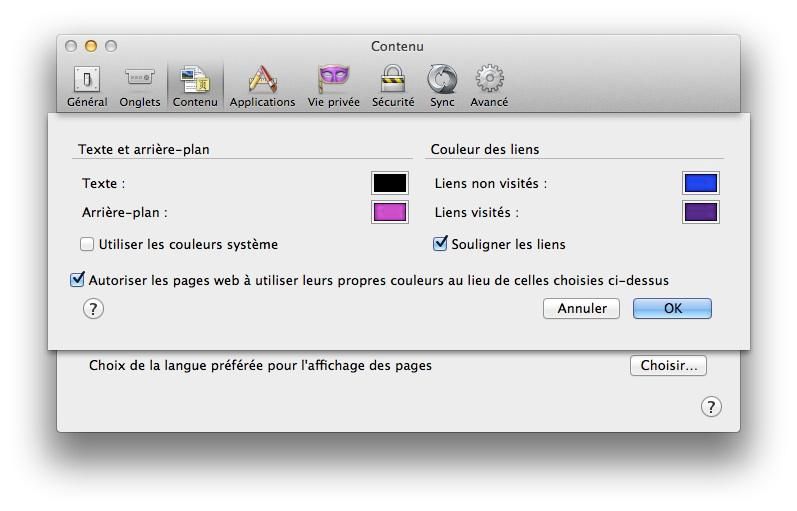 Contenu
Général Onglets Contenu Applications Vie privée Sécurité Sync Avancé
Texte et arrière-plan
Couleur des liens
Texte :
Liens non visités :
Arrière-plan :
Liens visités :
Utiliser les couleurs système
Souligner les liens
Autoriser les pages web à utiliser leurs propres couleurs au lieu de celles choisies ci-dessus
? Annuler OK
Choix de la langue préférée pour l'affichage des pages Choisir...
?